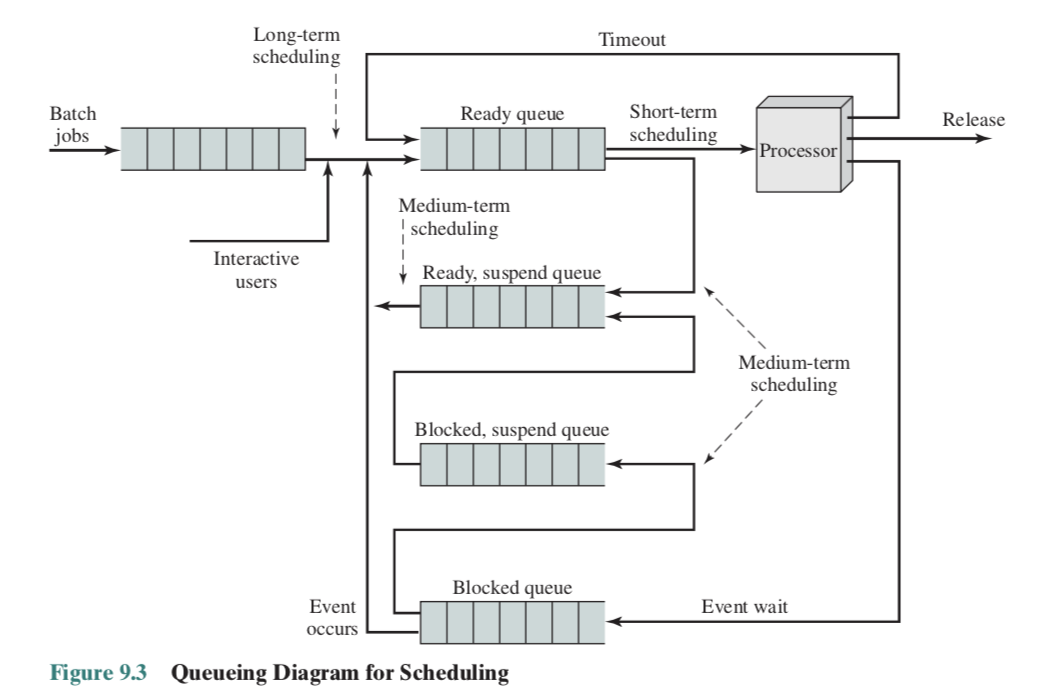 Long-term
scheduling
Timeout
Batch
jobs
Ready queue
Short-term
scheduling
Processor
Release
Medium-term
scheduling
Interactive
users
Ready, suspend queue
Medium-term
scheduling
Blocked, suspend queue
Blocked queue
Event
occurs
Event wait
Figure 9.3 Queueing Diagram for Scheduling